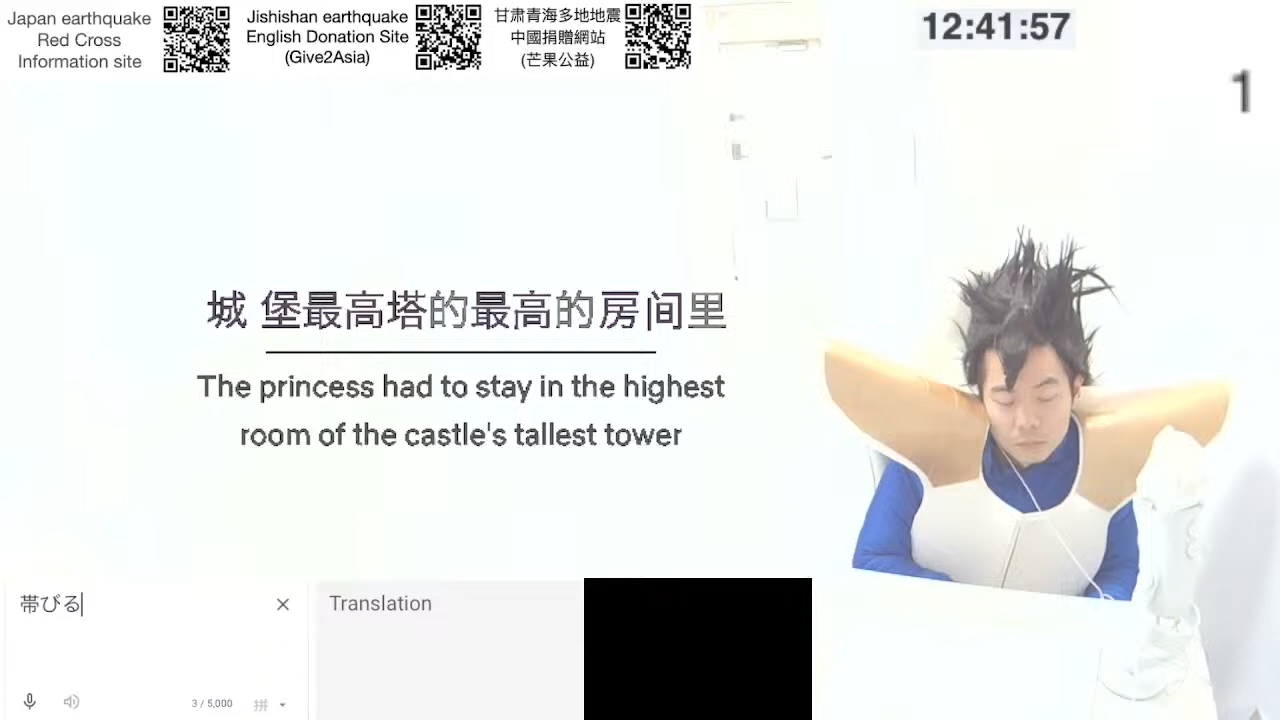 Japan earthquake
Red Cross
Information site
Jishishan earthquake
English Donation Site
(Give2Asia)
甘肃青海多地地震
中國捐贈網站
(芒果公益)
12:41:57
1
城 堡最高塔的最高的房间里
The princess had to stay in the highest
room of the castle's tallest tower
帯びる
Translation
3 / 5,000
拼